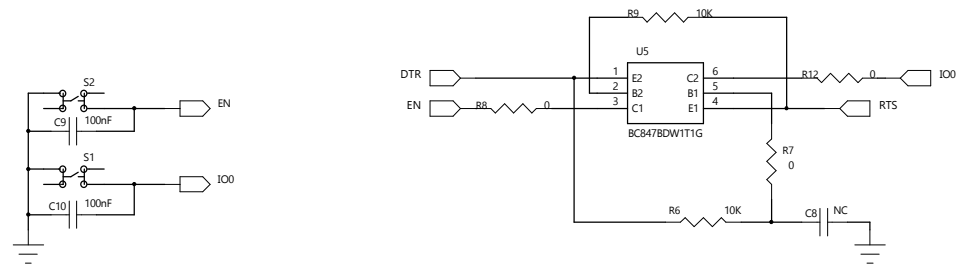 R9 10K
U5
DTR 1 E2 C2 6 R12 0 IO0
2 B2 B1 5
EN R8 0 3 C1 E1 4 RTS
BC847BDW1T1G
R7
0
R6 10K C8 NC
S2
EN
C9 100nF
S1
IO0
C10 100nF